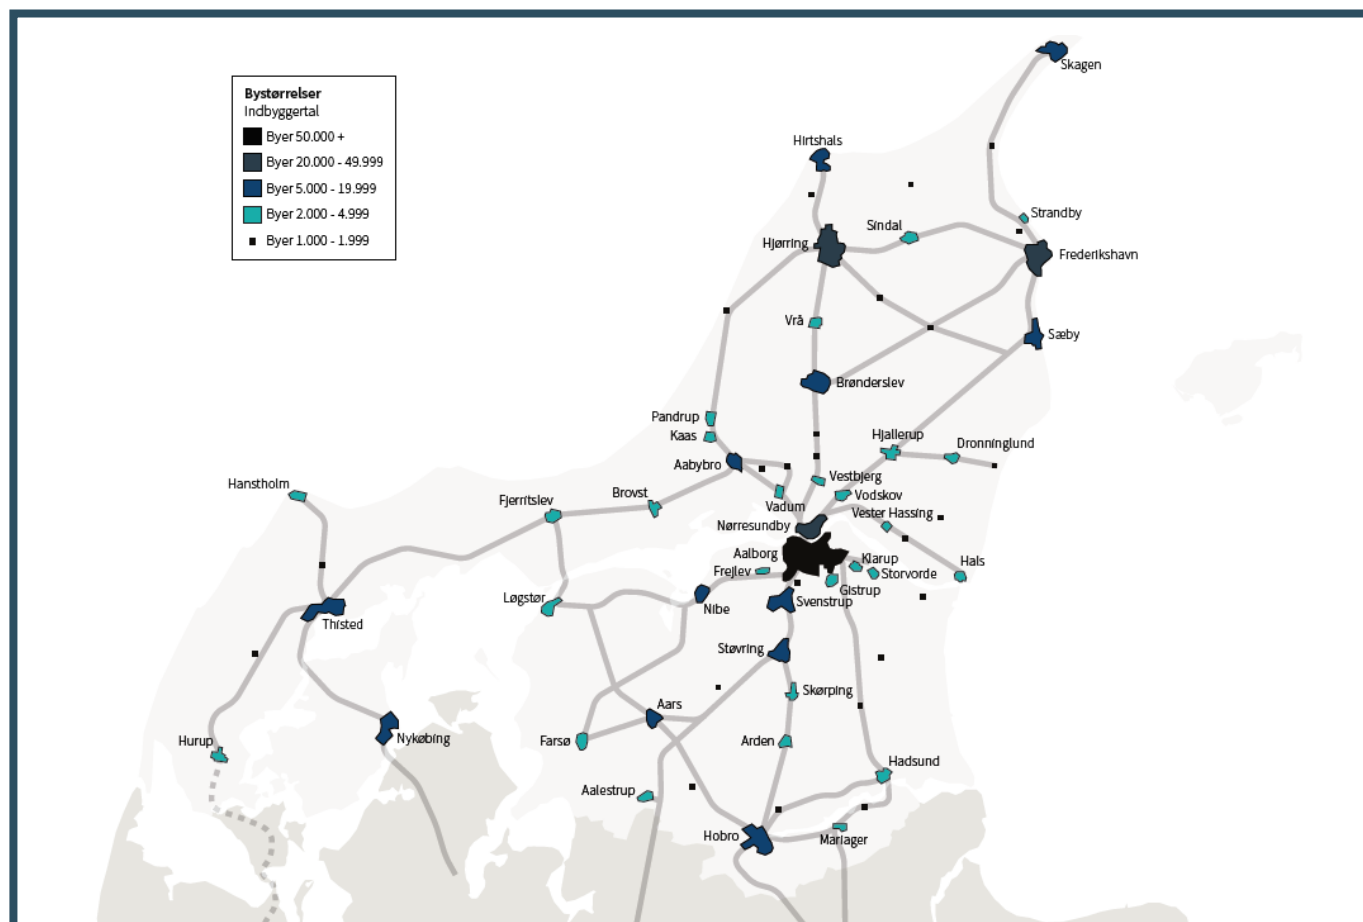 Bystørrelser
Indbyggertal
Byer 50.000 +
Byer 20.000 - 49.999
Byer 5.000 - 19.999
Byer 2.000 - 4.999
Byer 1.000 - 1.999
Skagen
Hirtshals
Strandby
Sindal
Hjørring
Frederikshavn
Vrå
Sæby
Brønderslev
Pandrup
Kaas
Hjallerup
Dronninglund
Aabybro
Vestbjerg
Hanstholm
Brovst
Fjerritslev
Vodskov
Vadum
Vester Hassing
Nørresundby
Aalborg
Klarup
Hals
Frejlev
Storvorde
Gistrup
Løgstør
Nibe
Svenstrup
Thisted
Støvring
Skørping
Aars
Hurup
Nykøbing
Farsø
Arden
Hadsund
Aalestrup
Hobro
Mariager